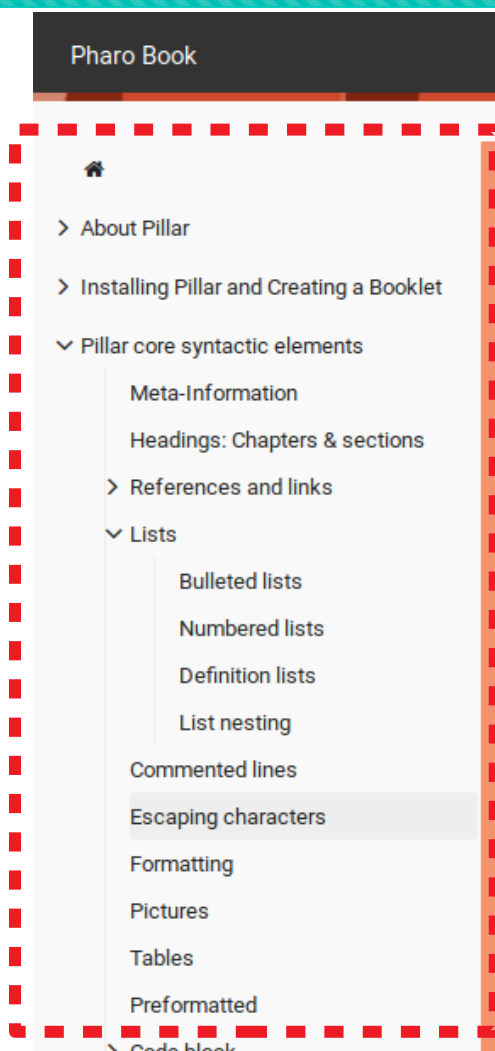 Pharo Book
About Pillar
Installing Pillar and Creating a Booklet
Pillar core syntactic elements
Meta-Information
Headings: Chapters & sections
References and links
Lists
Bulleted lists
Numbered lists
Definition lists
List nesting
Commented lines
Escaping characters
Formatting
Pictures
Tables
Preformatted
Code block